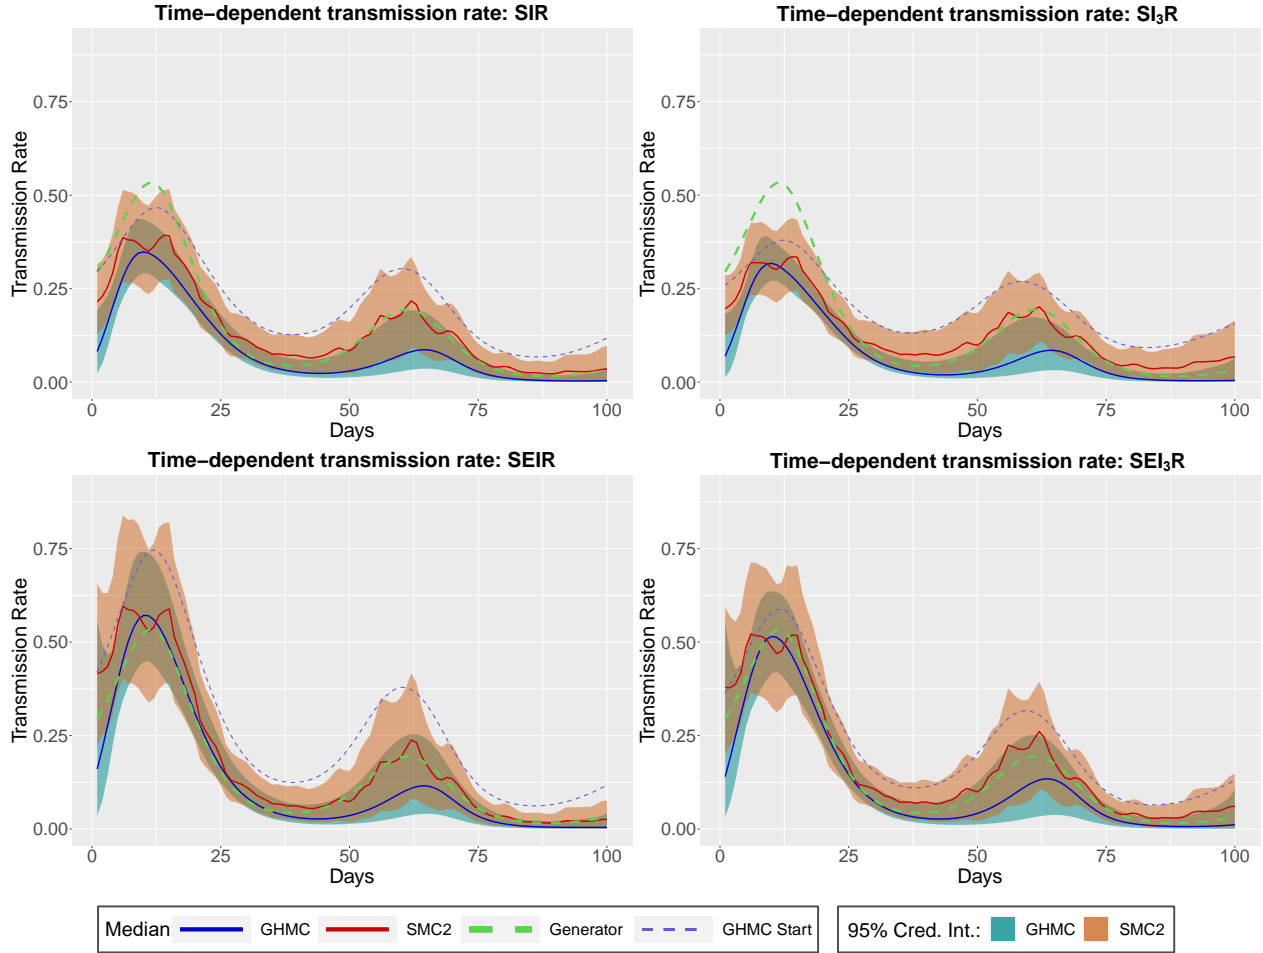 Time−dependent transmission rate: SIR
Transmission Rate
0.75
0.50
0.25
0.00
0 25 50 75 100
Days
Time−dependent transmission rate: SI₃R
Transmission Rate
0.75
0.50
0.25
0.00
0 25 50 75 100
Days
Time−dependent transmission rate: SEIR
Transmission Rate
0.75
0.50
0.25
0.00
0 25 50 75 100
Days
Time−dependent transmission rate: SEI₃R
Transmission Rate
0.75
0.50
0.25
0.00
0 25 50 75 100
Days
Median GHMC SMC2 Generator GHMC Start
95% Cred. Int.: GHMC SMC2